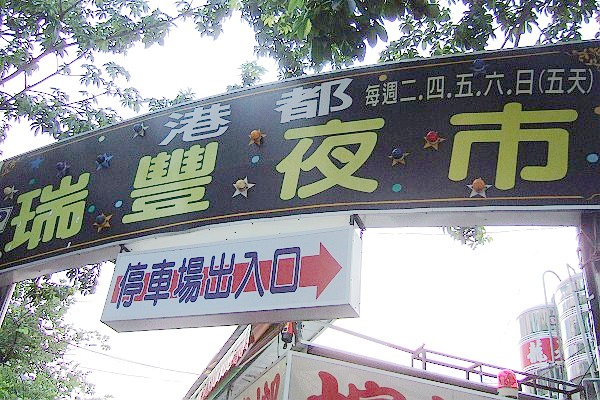 港都 每週二.四.五.六.日(五天)
瑞豐夜市
停車場出入口
龍